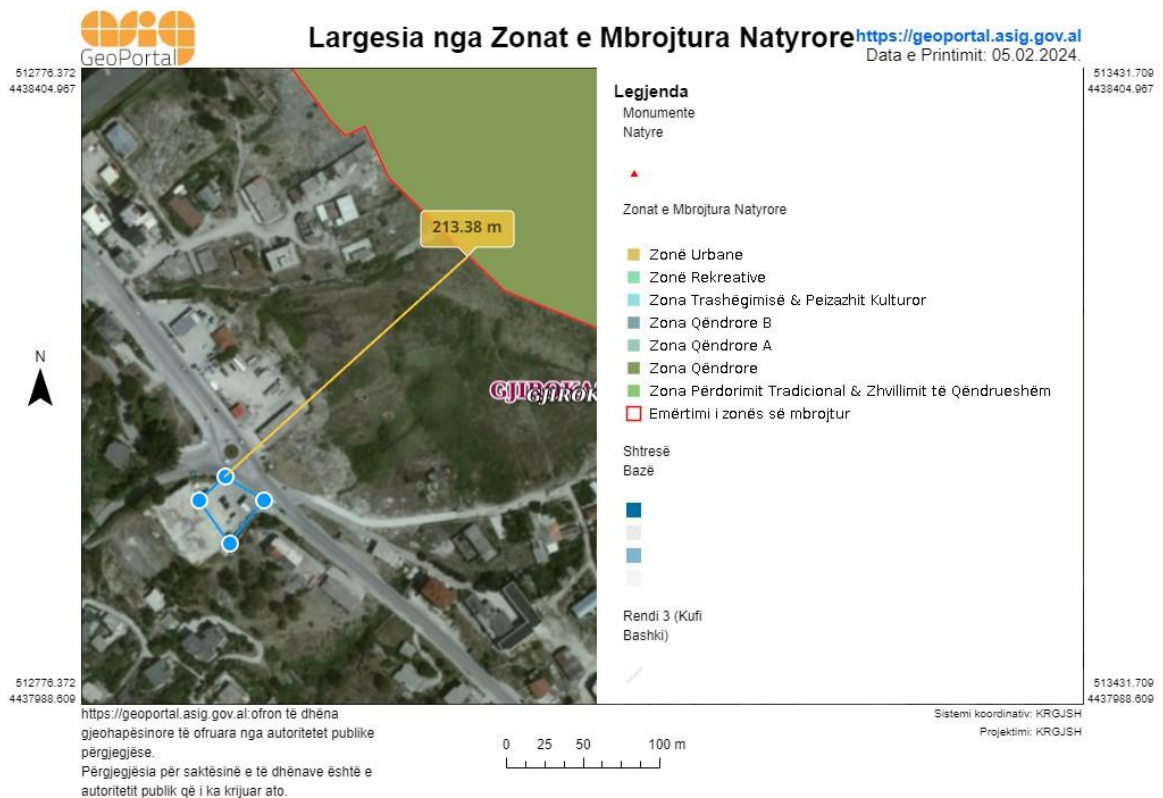 asig
GeoPortal
Largesia nga Zonat e Mbrojtura Natyrore
https://geoportal.asig.gov.al
Data e Printimit: 05.02.2024.
512776.372
4438404.967
513431.709
4438404.967
213.38 m
N
Legjenda
Monumente
Natyre
Zonat e Mbrojtura Natyrore
Zonë Urbane
Zonë Rekreative
Zona Trashëgimisë & Peizazhit Kulturor
Zona Qëndrore B
Zona Qëndrore A
Zona Qëndrore
Zona Përdorimit Tradicional & Zhvillimit të Qëndrueshëm
Emërtimi i zonës së mbrojtur
Shtresë
Bazë
Rendi 3 (Kufi
Bashki)
512776.372
4437988.609
513431.709
4437988.609
https://geoportal.asig.gov.al:ofron të dhëna
gjeohapësinore të ofruara nga autoritetet publike
përgjegjëse.
Përgjegjësia për saktësinë e të dhënave është e
autoritetit publik që i ka krijuar ato.
0 25 50 100 m
Sistemi koordinativ: KRGJSH
Projektimi: KRGJSH